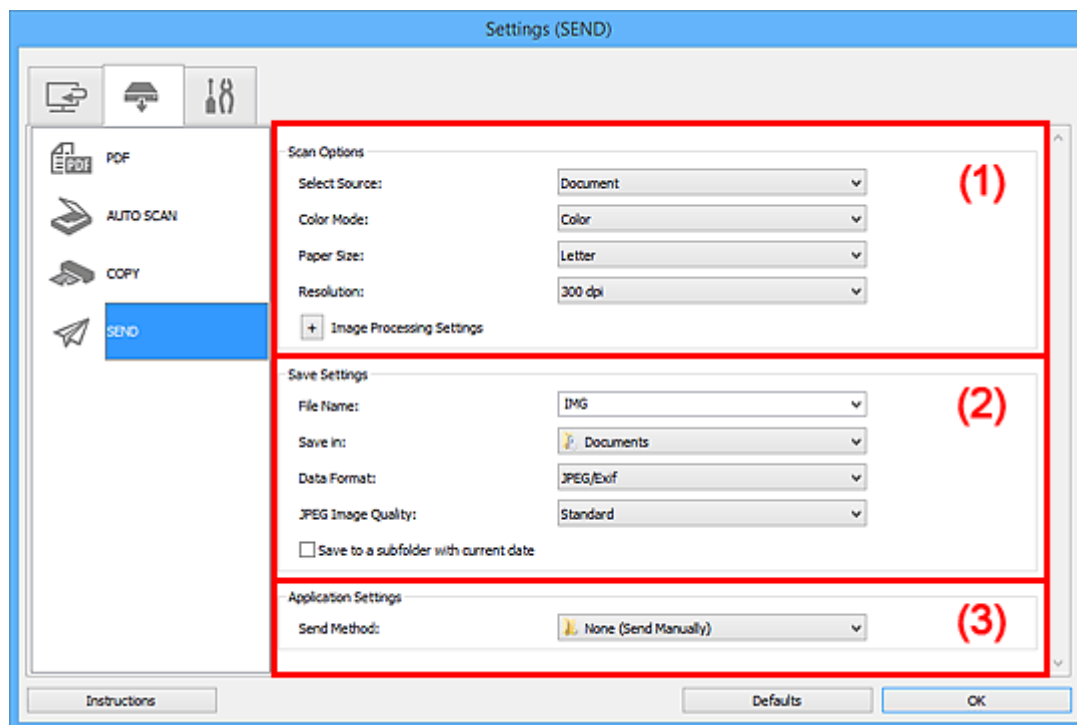 Settings (SEND)
PDF
PDF
AUTO SCAN
COPY
SEND
Scan Options
(1)
Select Source: Document
Color Mode: Color
Paper Size: Letter
Resolution: 300 dpi
+ Image Processing Settings
Save Settings
(2)
File Name: IMG
Save in: Documents
Data Format: JPEG/Exif
JPEG Image Quality: Standard
Save to a subfolder with current date
Application Settings
(3)
Send Method: None (Send Manually)
Instructions Defaults OK